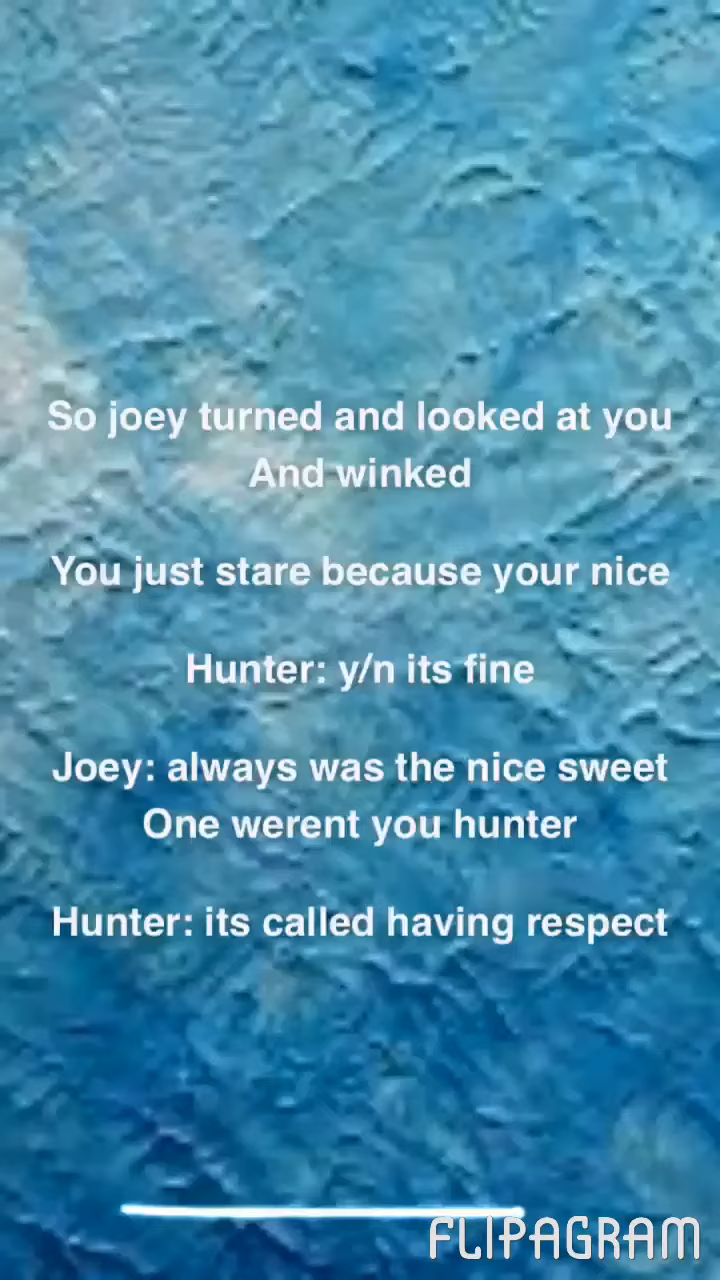 So joey turned and looked at you
And winked
You just stare because your nice
Hunter: y/n its fine
Joey: always was the nice sweet
One werent you hunter
Hunter: its called having respect
FLIPAGRAM